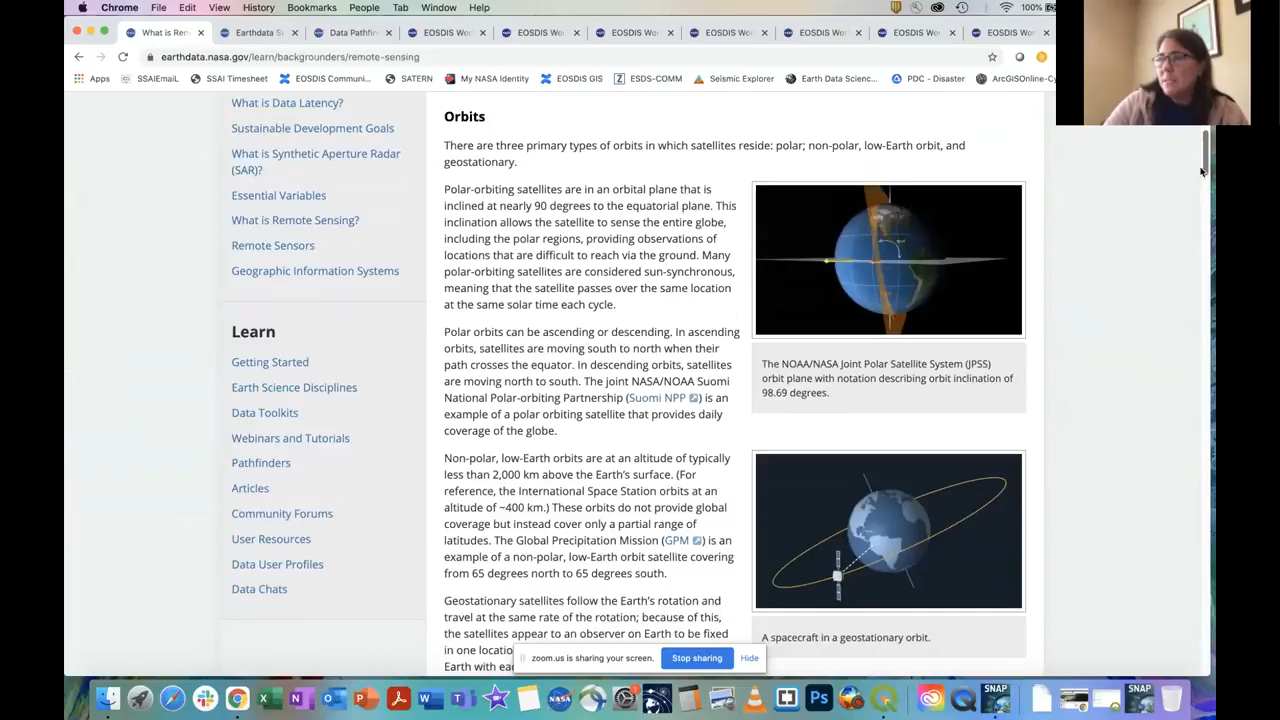 Chrome File Edit View History Bookmarks People Tab Window Help 100%
What is Rem Earthdata S Data Pathfin EOSDIS Wor EOSDIS Wor EOSDIS Wor EOSDIS Wor EOSDIS Wor EOSDIS Wor
earthdata.nasa.gov/learn/backgrounders/remote-sensing
Apps SSAIEmaiL SSAI Timesheet EOSDIS Communi... SATERN My NASA Identity EOSDIS GIS ESDS-COMM Seismic Explorer Earth Data Scienc... PDC - Disaster ArcGISOnline-Cy
What is Data Latency?
Sustainable Development Goals
What is Synthetic Aperture Radar
(SAR)?
Essential Variables
What is Remote Sensing?
Remote Sensors
Geographic Information Systems
Learn
Getting Started
Earth Science Disciplines
Data Toolkits
Webinars and Tutorials
Pathfinders
Articles
Community Forums
User Resources
Data User Profiles
Data Chats
Orbits
There are three primary types of orbits in which satellites reside: polar; non-polar, low-Earth orbit, and
geostationary.
Polar-orbiting satellites are in an orbital plane that is
inclined at nearly 90 degrees to the equatorial plane. This
inclination allows the satellite to sense the entire globe,
including the polar regions, providing observations of
locations that are difficult to reach via the ground. Many
polar-orbiting satellites are considered sun-synchronous,
meaning that the satellite passes over the same location
at the same solar time each cycle.
Polar orbits can be ascending or descending. In ascending
orbits, satellites are moving south to north when their
path crosses the equator. In descending orbits, satellites
are moving north to south. The joint NASA/NOAA Suomi
National Polar-orbiting Partnership (Suomi NPP) is an
example of a polar orbiting satellite that provides daily
coverage of the globe.
Non-polar, low-Earth orbits are at an altitude of typically
less than 2,000 km above the Earth's surface. (For
reference, the International Space Station orbits at an
altitude of ~400 km.) These orbits do not provide global
coverage but instead cover only a partial range of
latitudes. The Global Precipitation Mission (GPM) is an
example of a non-polar, low-Earth orbit satellite covering
from 65 degrees north to 65 degrees south.
Geostationary satellites follow the Earth's rotation and
travel at the same rate of the rotation; because of this,
the satellites appear to an observer on Earth to be fixed
in one locatio
Earth with eac
The NOAA/NASA Joint Polar Satellite System (JPSS)
orbit plane with notation describing orbit inclination of
98.69 degrees.
A spacecraft in a geostationary orbit.
zoom.us is sharing your screen. Stop sharing Hide
SNAP SNAP